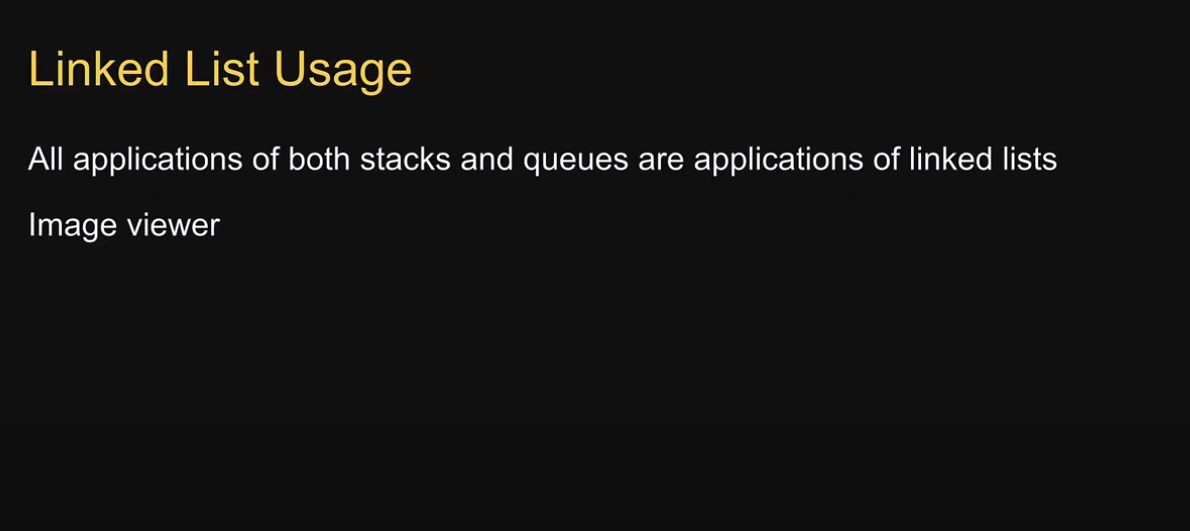 Linked List Usage
All applications of both stacks and queues are applications of linked lists
Image viewer